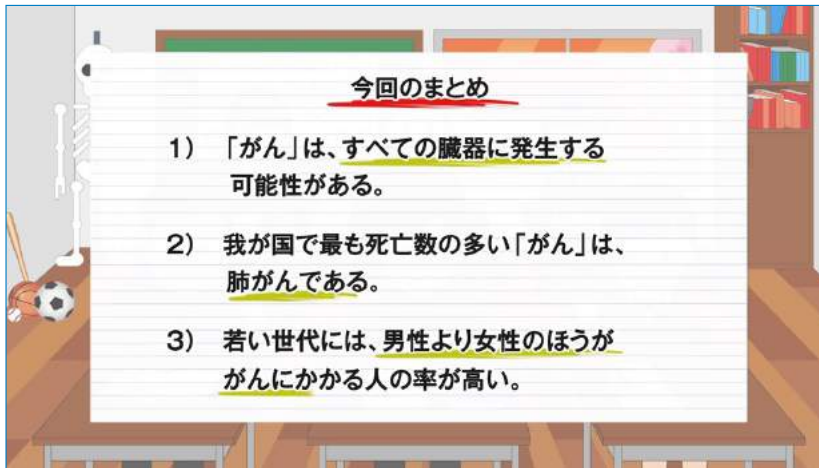 今回のまとめ
1) 「がん」は、すべての臓器に発生する
可能性がある。
2) 我が国で最も死亡数の多い「がん」は、
肺がんである。
3) 若い世代には、男性より女性のほうが
がんにかかる人の率が高い。